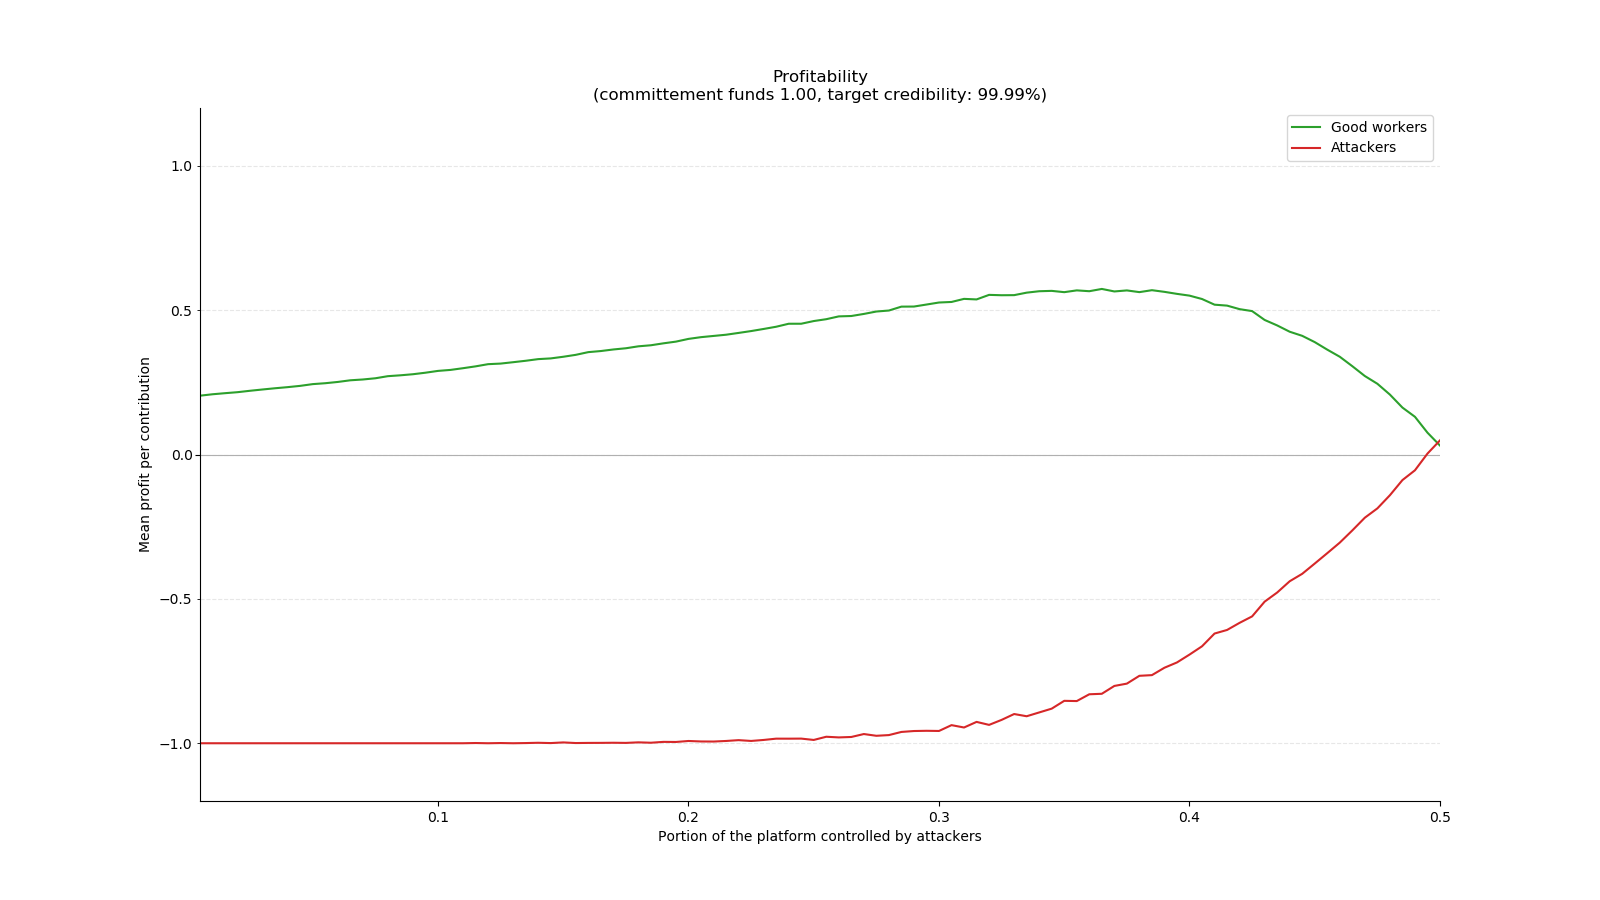 Profitability
(committement funds 1.00, target credibility: 99.99%)
Good workers
Attackers
1.0
0.5
0.0
−0.5
−1.0
Mean profit per contribution
0.1
0.2
0.3
0.4
0.5
Portion of the platform controlled by attackers